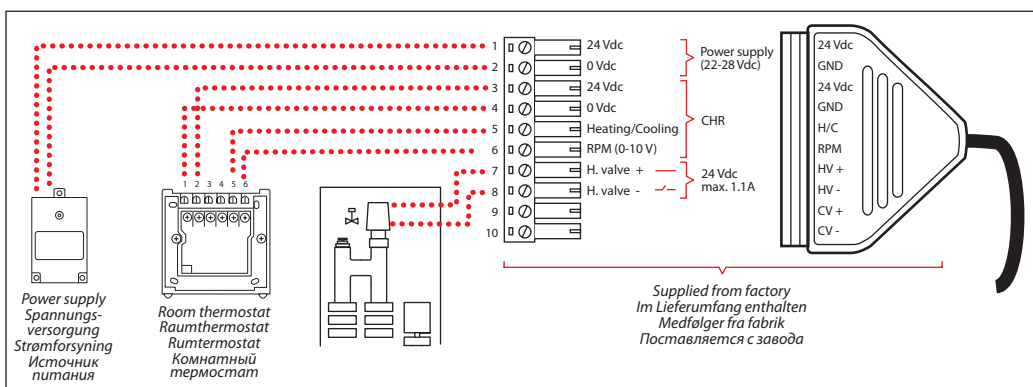 1 24 Vdc
2 0 Vdc
Power supply
(22-28 Vdc)
3 24 Vdc
4 0 Vdc
5 Heating/Cooling
6 RPM (0-10 V)
CHR
7 H. valve +
8 H. valve -
24 Vdc
max. 1.1A
9
10
24 Vdc
GND
24 Vdc
GND
H/C
RPM
HV +
HV -
CV +
CV -
1 2 3 4 5 6
Power supply
Spannungs-
versorgung
Strømforsyning
Источник
питания
Room thermostat
Raumthermostat
Rumtermostat
Комнатный
термостат
Supplied from factory
Im Lieferumfang enthalten
Medfølger fra fabrik
Поставляется с завода